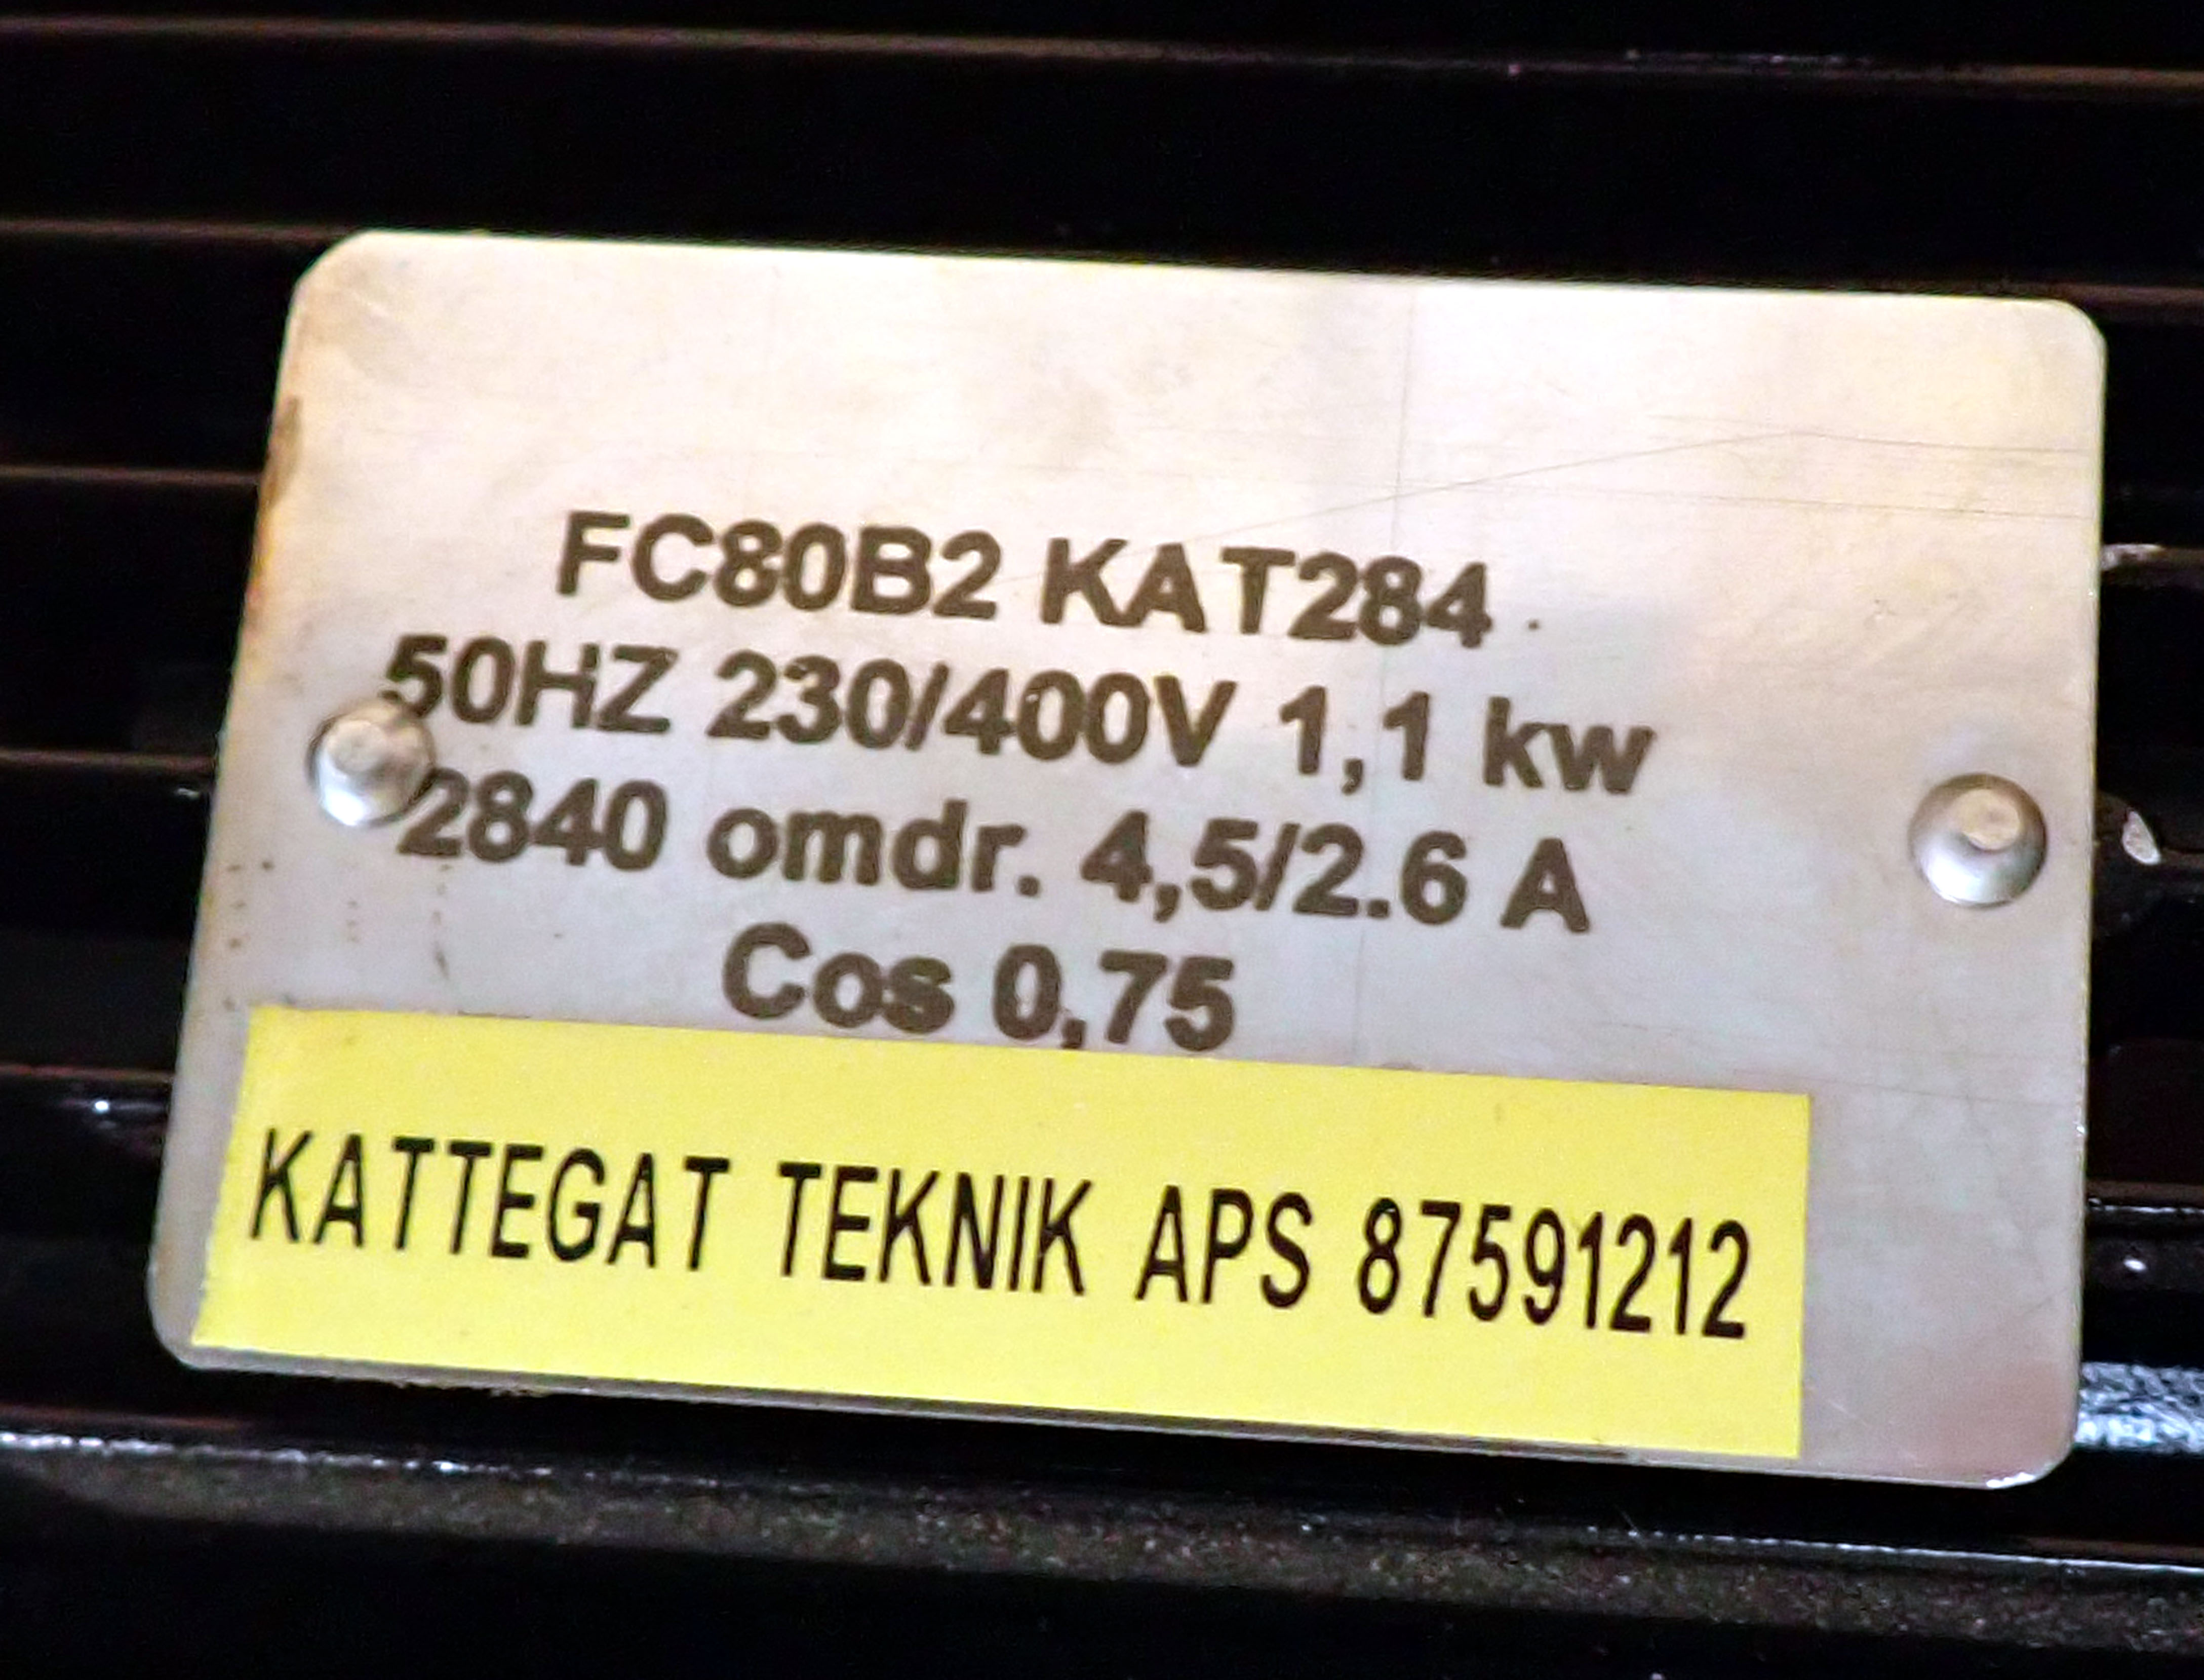 FC80B2 KAT284
50HZ 230/400V 1,1 kw
2840 omdr. 4,5/2.6 A
Cos 0,75
KATTEGAT TEKNIK APS 87591212